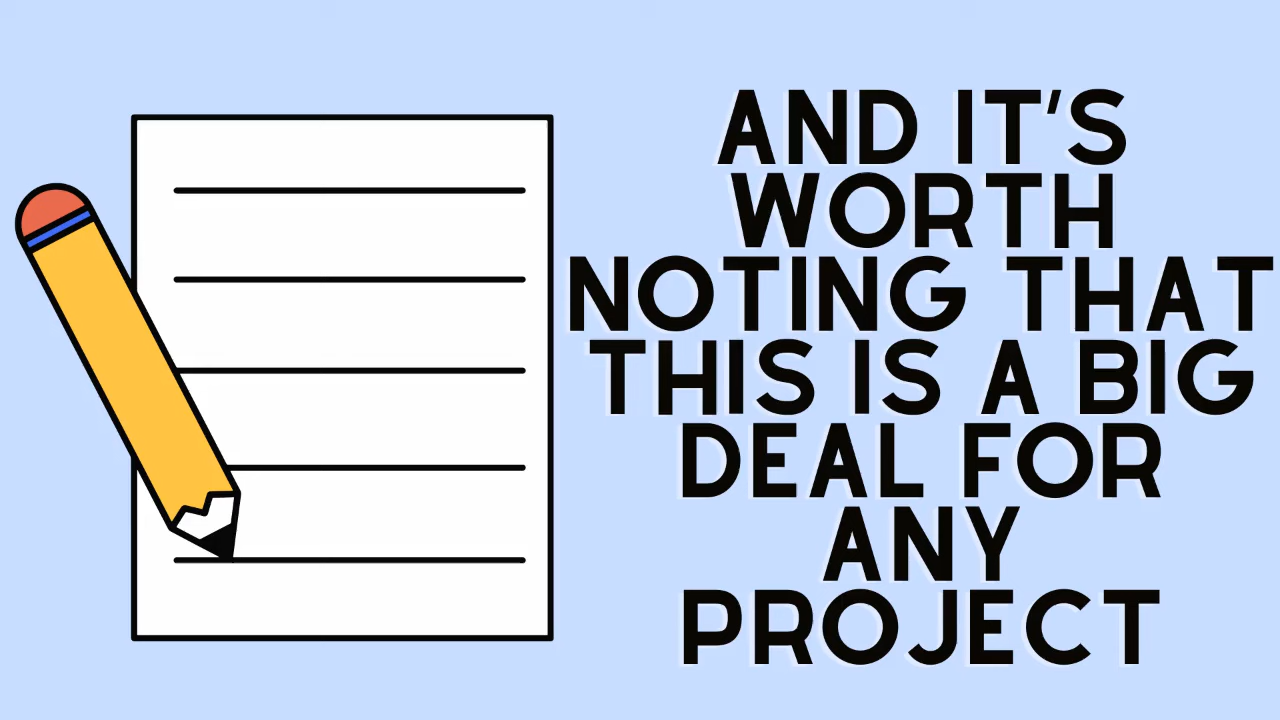 AND IT'S
WORTH
NOTING THAT
THIS IS A BIG
DEAL FOR
ANY
PROJECT